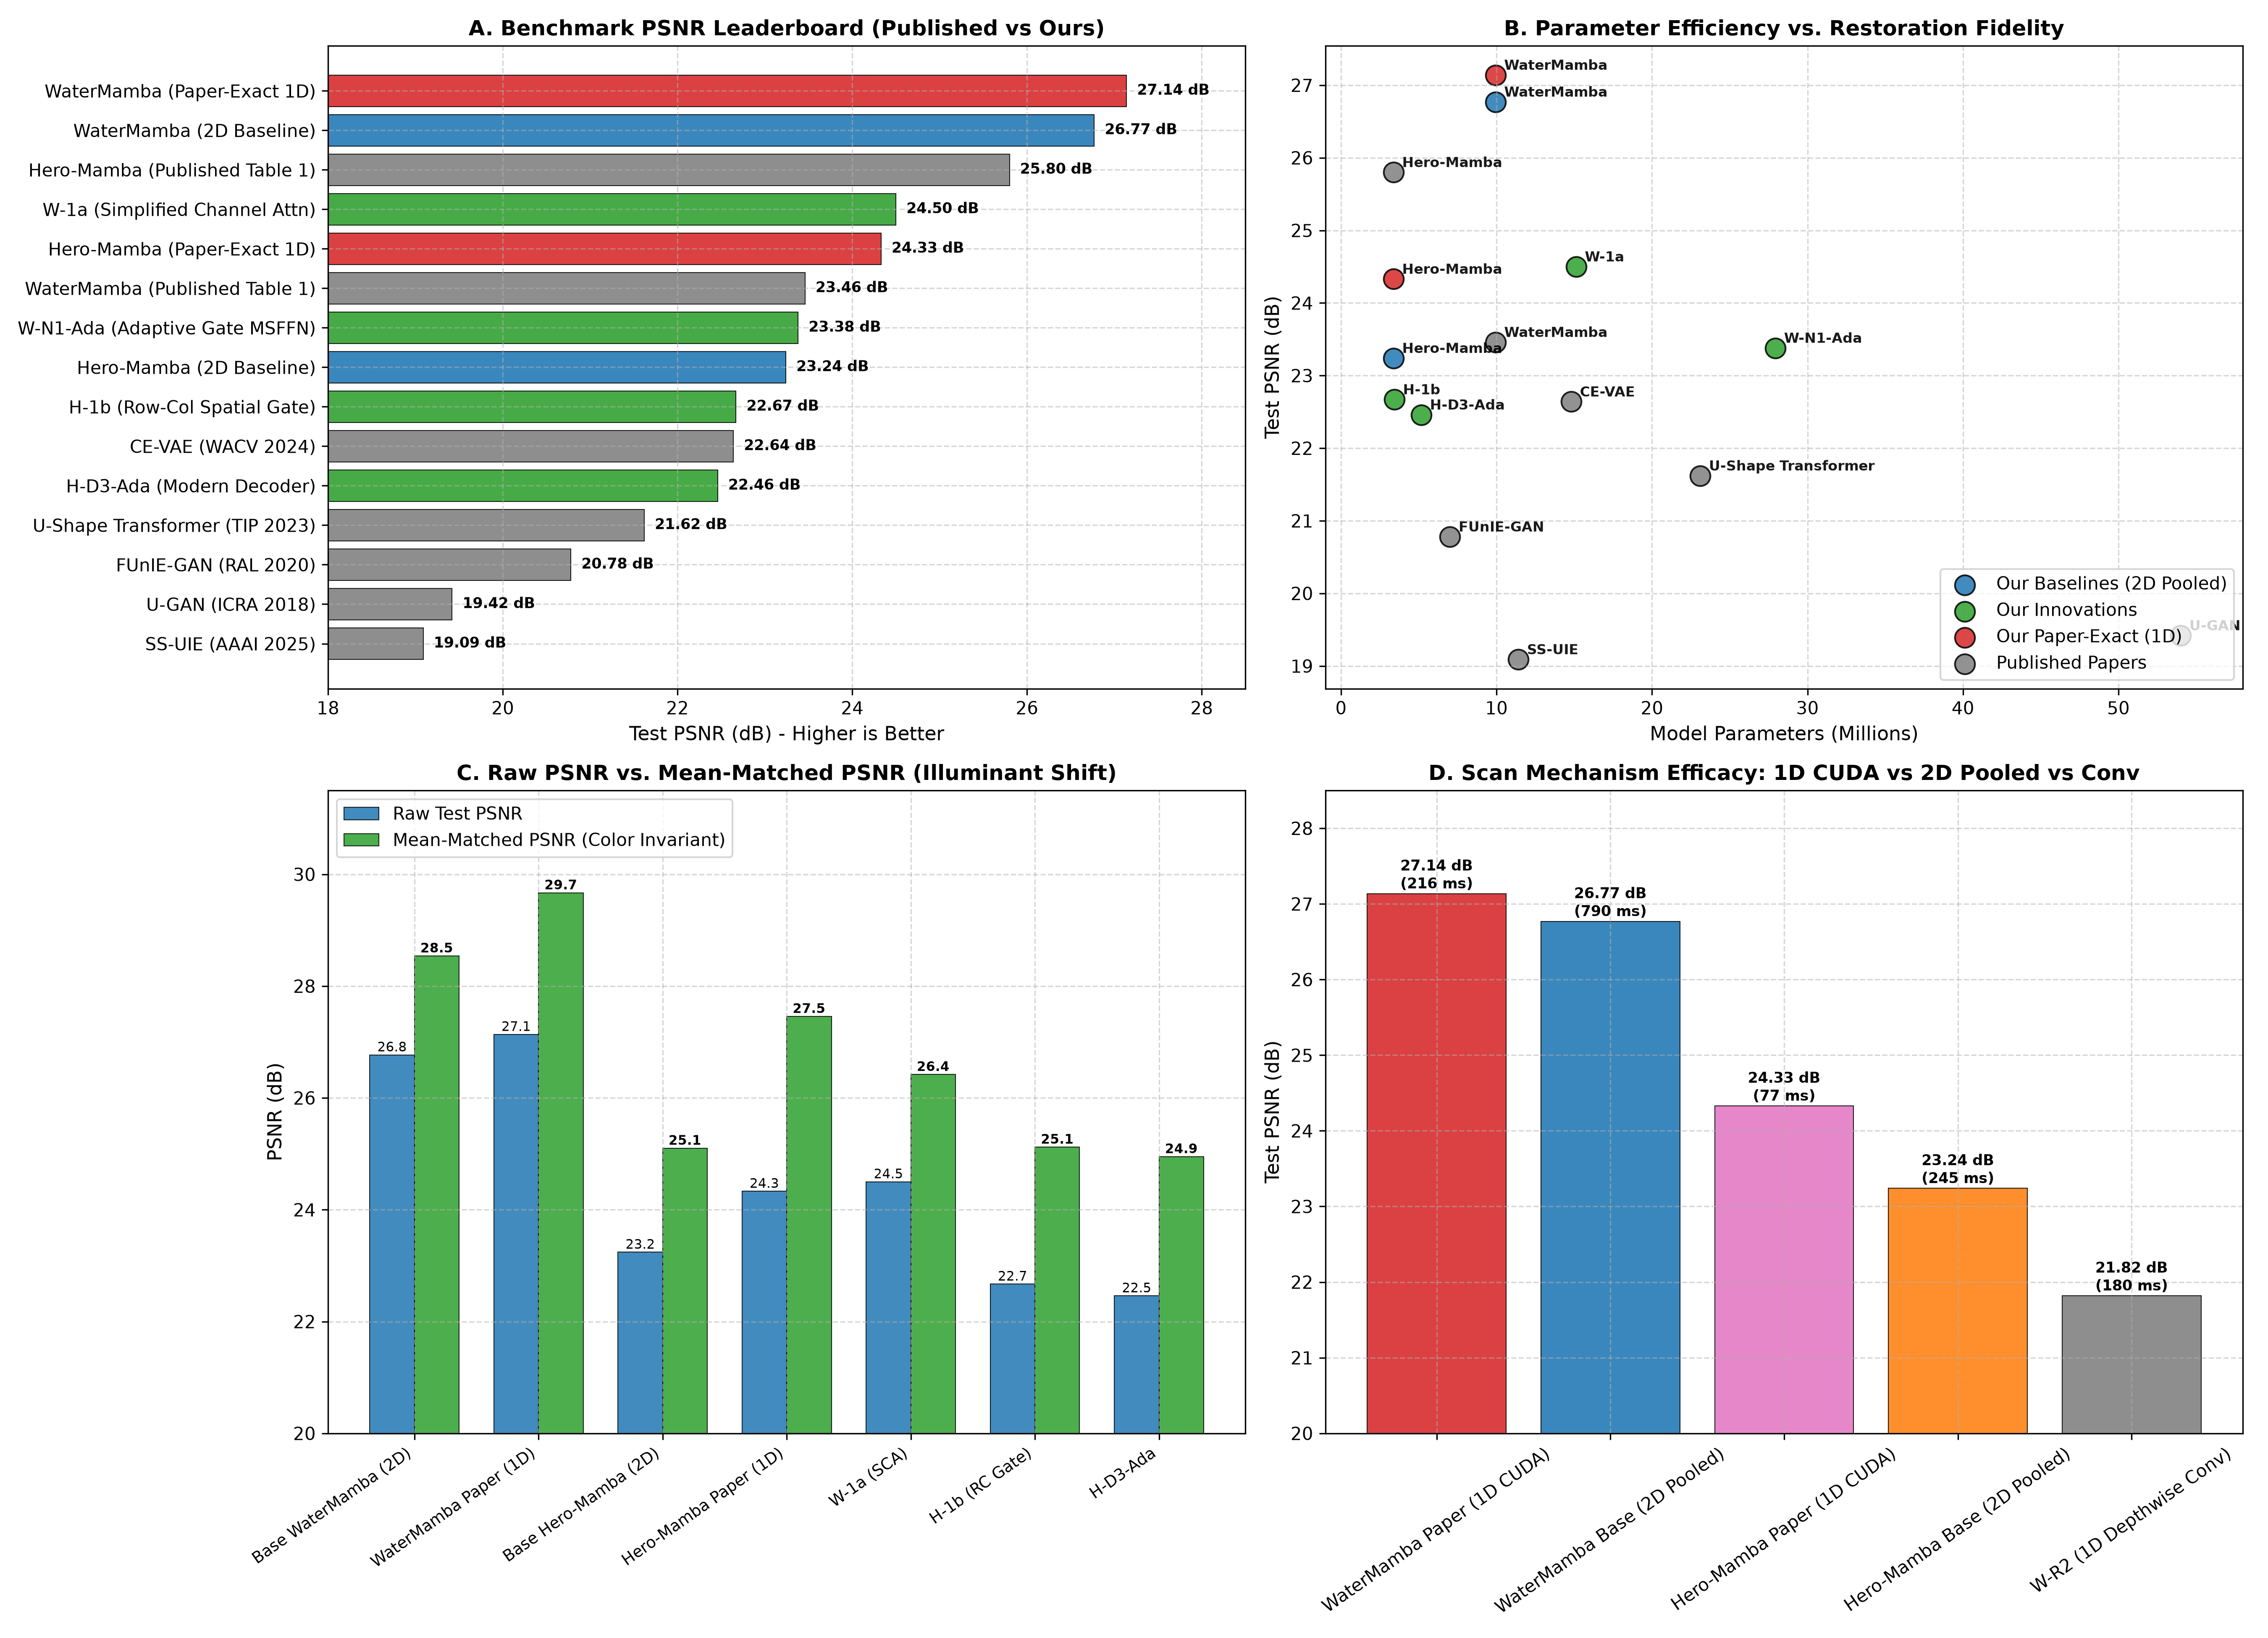 A. Benchmark PSNR Leaderboard (Published vs Ours)
WaterMamba (Paper-Exact 1D)
27.14 dB
WaterMamba (2D Baseline)
26.77 dB
Hero-Mamba (Published Table 1)
25.80 dB
W-1a (Simplified Channel Attn)
24.50 dB
Hero-Mamba (Paper-Exact 1D)
24.33 dB
WaterMamba (Published Table 1)
23.46 dB
W-N1-Ada (Adaptive Gate MSFFN)
23.38 dB
Hero-Mamba (2D Baseline)
23.24 dB
H-1b (Row-Col Spatial Gate)
22.67 dB
CE-VAE (WACV 2024)
22.64 dB
H-D3-Ada (Modern Decoder)
22.46 dB
U-Shape Transformer (TIP 2023)
21.62 dB
FUnIE-GAN (RAL 2020)
20.78 dB
U-GAN (ICRA 2018)
19.42 dB
SS-UIE (AAAI 2025)
19.09 dB
18 20 22 24 26 28
Test PSNR (dB) - Higher is Better
B. Parameter Efficiency vs. Restoration Fidelity
Test PSNR (dB)
27
26
25
24
23
22
21
20
19
WaterMamba
WaterMamba
Hero-Mamba
W-1a
Hero-Mamba
WaterMamba
W-N1-Ada
Hero-Mamba
H-1b
CE-VAE
H-D3-Ada
U-Shape Transformer
FUnIE-GAN
U-GAN
SS-UIE
Our Baselines (2D Pooled)
Our Innovations
Our Paper-Exact (1D)
Published Papers
0 10 20 30 40 50
Model Parameters (Millions)
C. Raw PSNR vs. Mean-Matched PSNR (Illuminant Shift)
Raw Test PSNR
Mean-Matched PSNR (Color Invariant)
PSNR (dB)
30
28
26
24
22
20
26.8
28.5
27.1
29.7
23.2
25.1
24.3
27.5
24.5
26.4
22.7
25.1
22.5
24.9
Base WaterMamba (2D)
WaterMamba Paper (1D)
Base Hero-Mamba (2D)
Hero-Mamba Paper (1D)
W-1a (SCA)
H-1b (RC Gate)
H-D3-Ada
D. Scan Mechanism Efficacy: 1D CUDA vs 2D Pooled vs Conv
Test PSNR (dB)
28
27
26
25
24
23
22
21
20
27.14 dB
(216 ms)
26.77 dB
(790 ms)
24.33 dB
(77 ms)
23.24 dB
(245 ms)
21.82 dB
(180 ms)
WaterMamba Paper (1D CUDA)
WaterMamba Base (2D Pooled)
Hero-Mamba Paper (1D CUDA)
Hero-Mamba Base (2D Pooled)
W-R2 (1D Depthwise Conv)